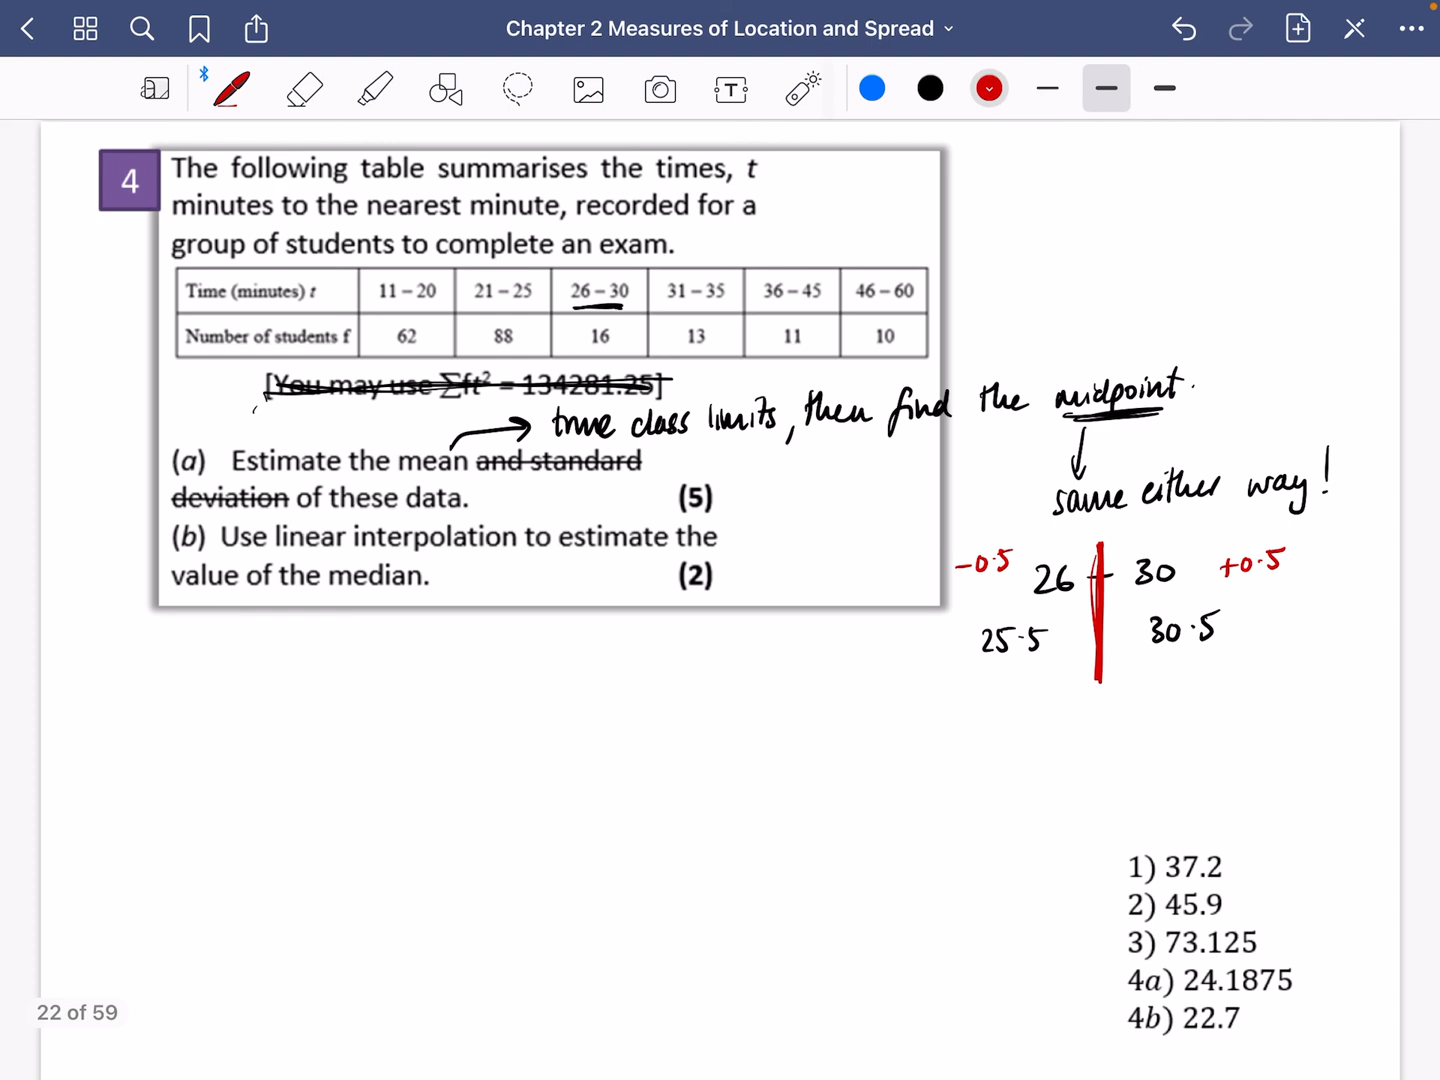 Chapter 2 Measures of Location and Spread
4
The following table summarises the times, t
minutes to the nearest minute, recorded for a
group of students to complete an exam.
Time (minutes) t 11 – 20 21 – 25 26 – 30 31 – 35 36 – 45 46 – 60
Number of students f 62 88 16 13 11 10
[You may use ∑ft² = 134281.25]
true class limits, then find the midpoint.
(a) Estimate the mean and standard
deviation of these data. (5)
same either way!
(b) Use linear interpolation to estimate the
value of the median. (2)
-0.5 26 – 30 +0.5
25.5 30.5
1) 37.2
2) 45.9
3) 73.125
4a) 24.1875
4b) 22.7
22 of 59